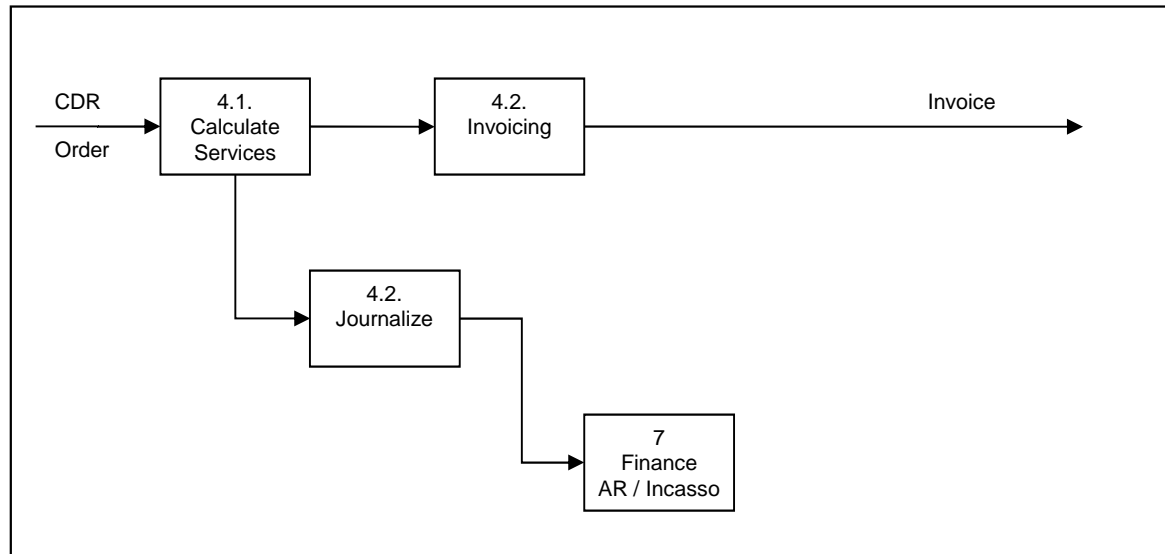 CDR
Order
4.1.
Calculate
Services
4.2.
Invoicing
Invoice
4.2.
Journalize
7
Finance
AR / Incasso